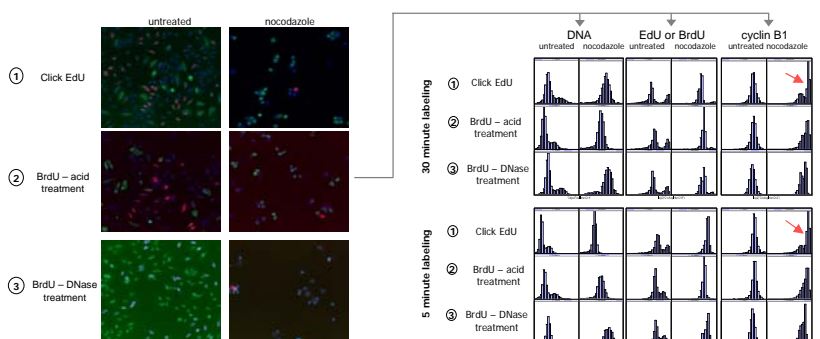 untreated nocodazole
1 Click EdU
2 BrdU – acid
treatment
3 BrdU – DNase
treatment
DNA EdU or BrdU cyclin B1
untreated nocodazole untreated nocodazole untreated nocodazole
30 minute labeling
1 Click EdU
2 BrdU – acid
treatment
3 BrdU – DNase
treatment
5 minute labeling
1 Click EdU
2 BrdU – acid
treatment
3 BrdU – DNase
treatment